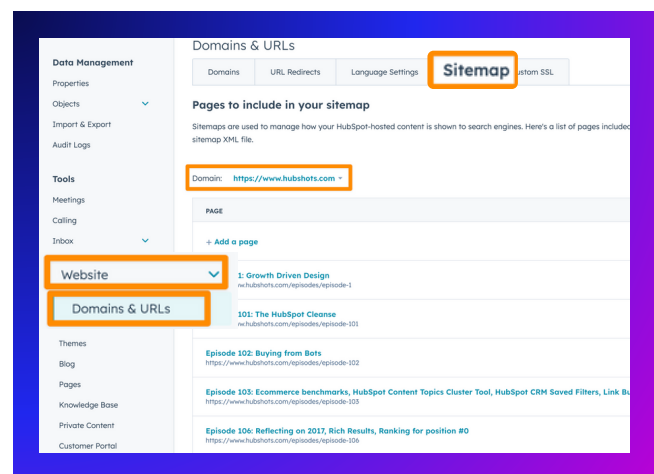 Domains & URLs
Data Management
Properties
Objects
Import & Export
Audit Logs
Tools
Meetings
Calling
Inbox
Website
Domains & URLs
Themes
Blog
Pages
Knowledge Base
Private Content
Customer Portal
Domains URL Redirects Language Settings Sitemap ustom SSL
Pages to include in your sitemap
Sitemaps are used to manage how your HubSpot-hosted content is shown to search engines. Here's a list of pages included
sitemap XML file.
Domain: https://www.hubshots.com
PAGE
+ Add a page
1: Growth Driven Design
w.hubshots.com/episodes/episode-1
101: The HubSpot Cleanse
w.hubshots.com/episodes/episode-101
Episode 102: Buying from Bots
https://www.hubshots.com/episodes/episode-102
Episode 103: Ecommerce benchmarks, HubSpot Content Topics Cluster Tool, HubSpot CRM Saved Filters, Link Bu
https://www.hubshots.com/episodes/episode-103
Episode 106: Reflecting on 2017, Rich Results, Ranking for position #0
https://www.hubshots.com/episodes/episode-106